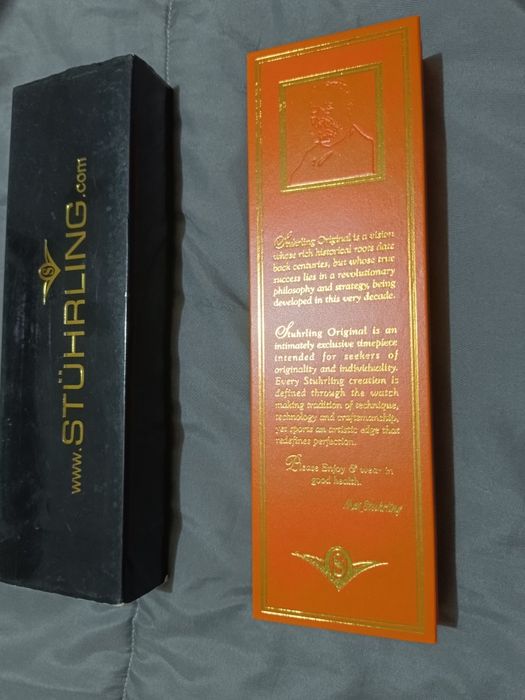 www.STÜHRLING.com
S
Stuhrling Original is a vision
whose rich historical roots date
back centuries, but whose true
success lies in a revolutionary
philosophy and strategy, being
developed in this very decade.
Stuhrling Original is an
intimately exclusive timepiece
intended for seekers of
originality and individuality.
Every Stuhrling creation is
defined through the watch
making tradition of technique,
technology and craftsmanship,
yet sports an artistic edge that
redefines perfection.
Please Enjoy & wear in
good health.
Max Stuhrling
S